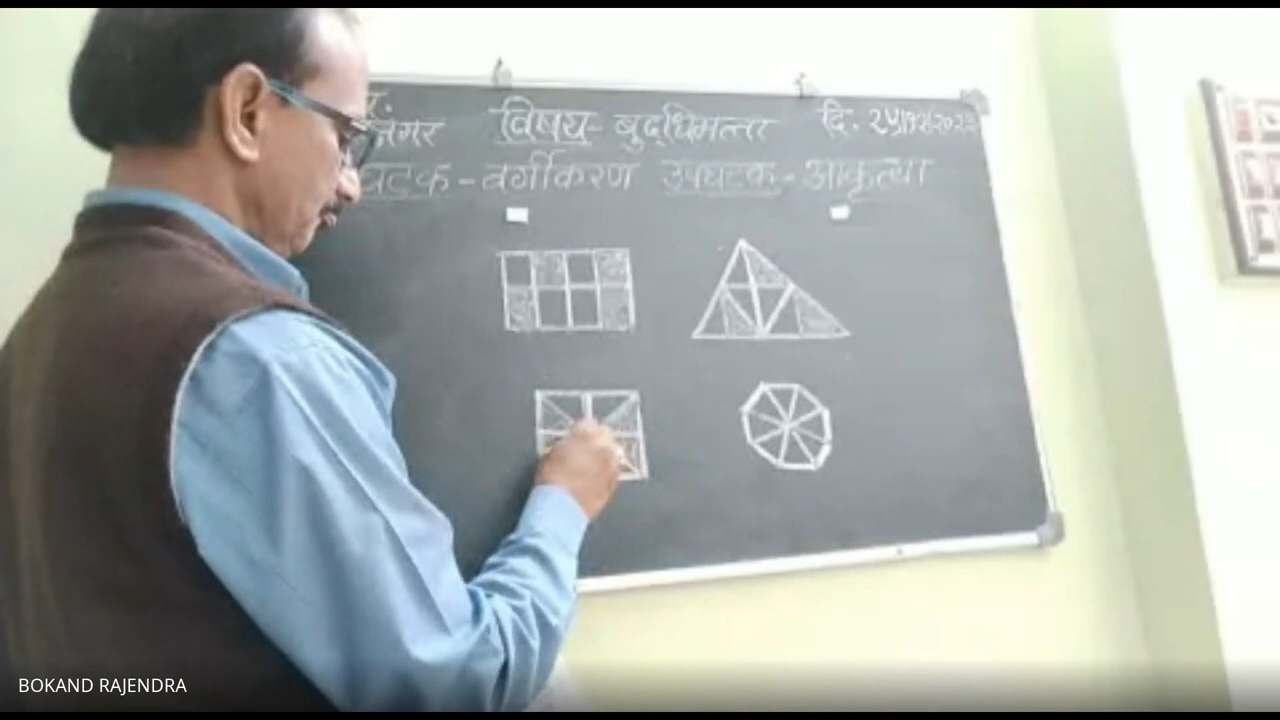 विषय- बुद्धिमत्ता दि.
घटक - वर्गीकरण उपघटक - आकृत्या
BOKAND RAJENDRA